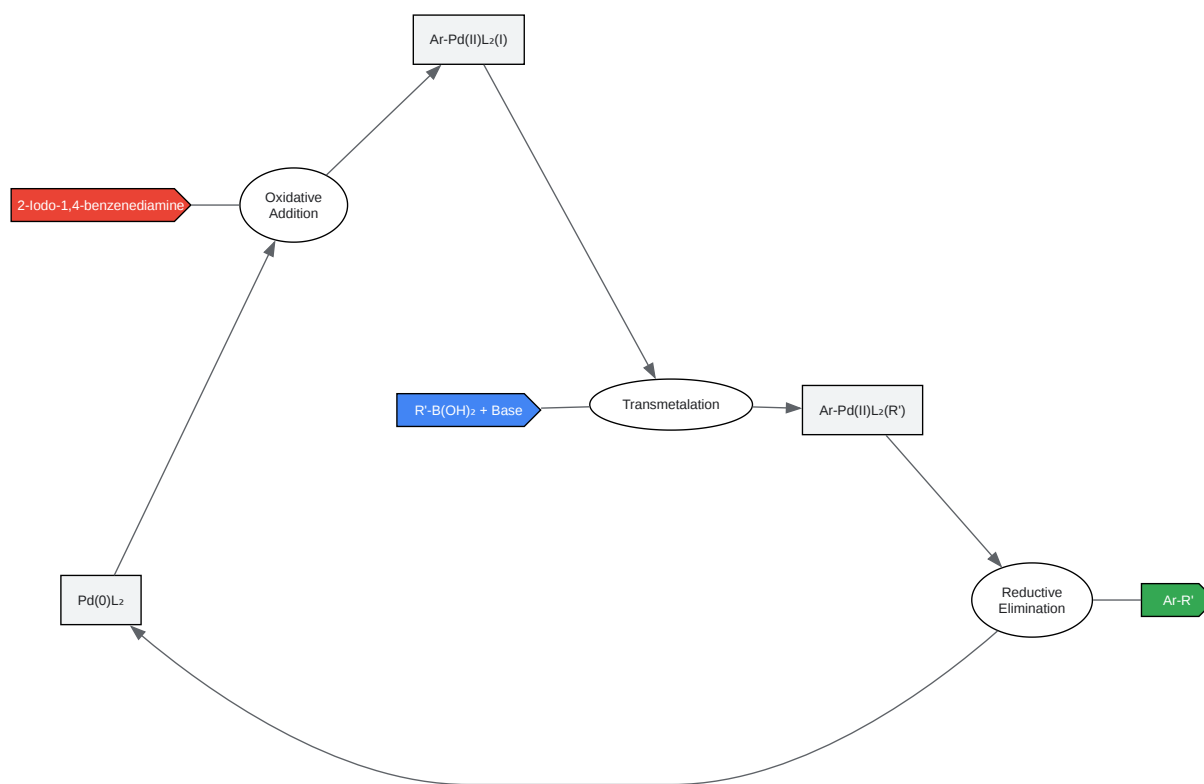 Ar-Pd(II)L₂(I)
Oxidative
Addition
2-Iodo-1,4-benzenediamine
R'-B(OH)₂ + Base
Transmetalation
Ar-Pd(II)L₂(R')
Pd(0)L₂
Reductive
Elimination
Ar-R'